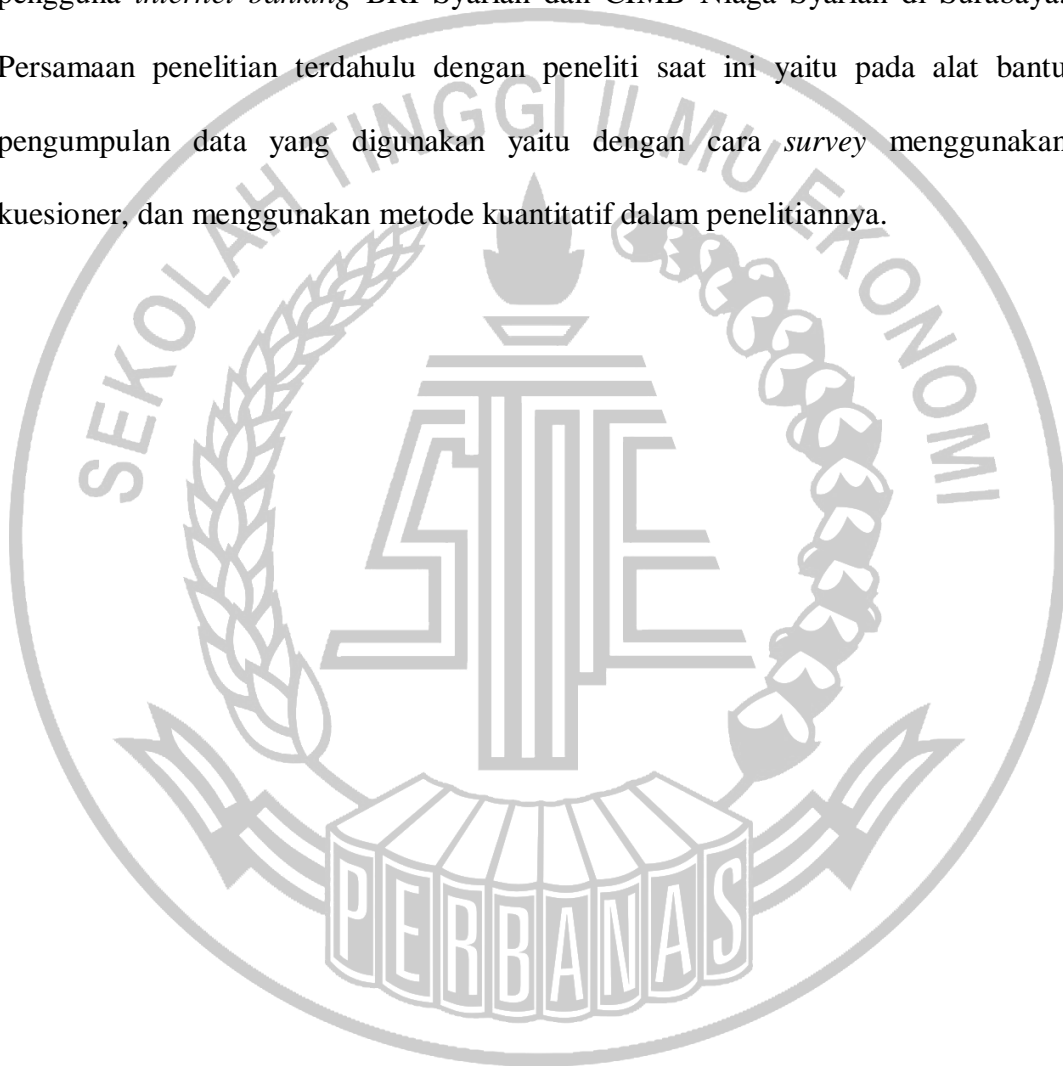 pengguna internet banking BRI Syariah dan CIMB Niaga Syariah di Surabaya.
Persamaan penelitian terdahulu dengan peneliti saat ini yaitu pada alat bantu
pengumpulan data yang digunakan yaitu dengan cara survey menggunakan
kuesioner, dan menggunakan metode kuantitatif dalam penelitiannya.
SEKOLAH TINGGI ILMU EKONOMI
STIE
PERBANAS